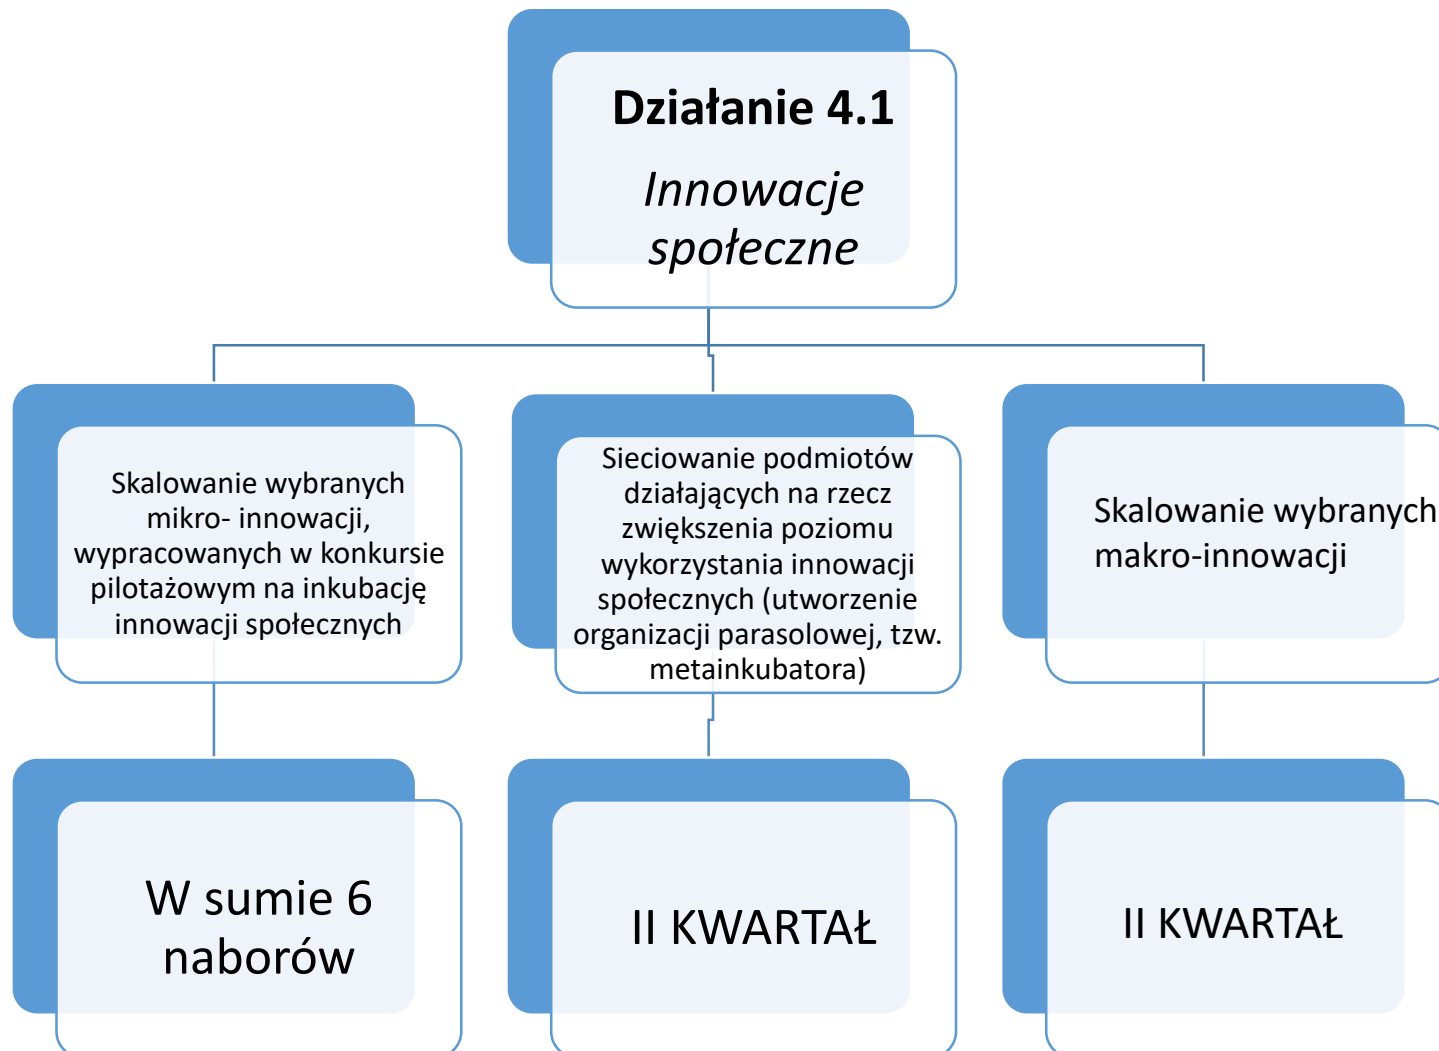 Działanie 4.1
Innowacje
społeczne
Skalowanie wybranych
mikro- innowacji,
wypracowanych w konkursie
pilotażowym na inkubację
innowacji społecznych
Sieciowanie podmiotów
działających na rzecz
zwiększenia poziomu
wykorzystania innowacji
społecznych (utworzenie
organizacji parasolowej, tzw.
metainkubatora)
Skalowanie wybranych
makro-innowacji
W sumie 6
naborów
II KWARTAŁ
II KWARTAŁ